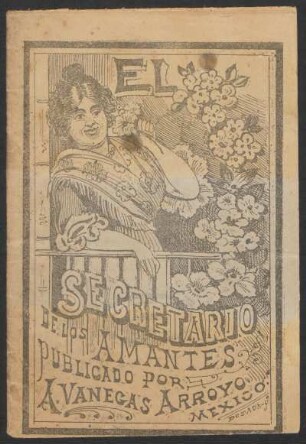 EL
SECRETARIO
DE LOS AMANTES
PUBLICADO POR
A. VANEGAS ARROYO.
MEXICO.